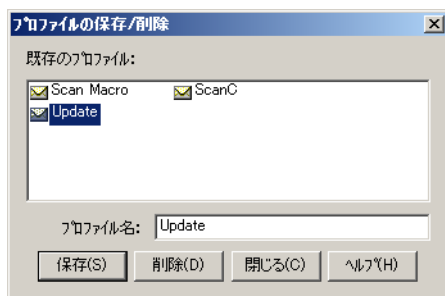 ﾌﾟﾛﾌｧｲﾙの保存/削除
既存のﾌﾟﾛﾌｧｲﾙ:
Scan Macro ScanC
Update
ﾌﾟﾛﾌｧｲﾙ名: Update
保存(S) 削除(D) 閉じる(C) ﾍﾙﾌﾟ(H)